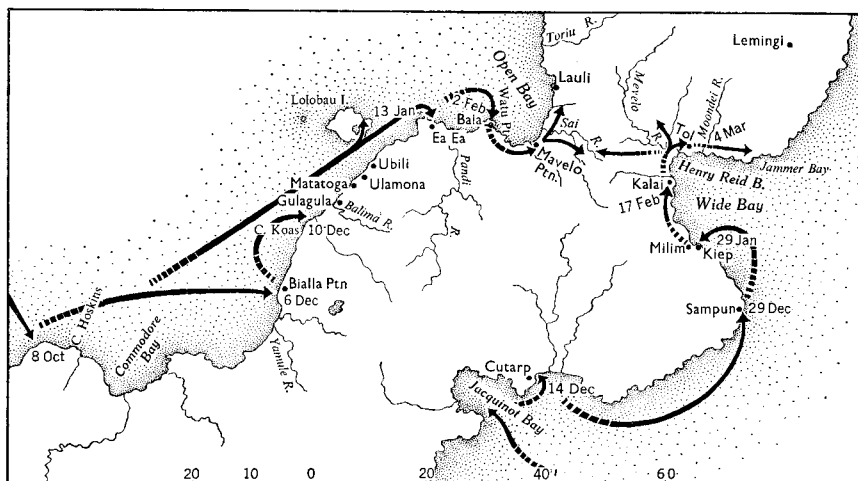 Toriu R.
Lemingi
Open Bay
Lauli
Mevelo R.
Moondei R.
Lolobau I.
13 Jan
2 Feb
Watu Pt.
Baia
Sai R.
Tol
4 Mar
Ea Ea
Mavelo Ptn.
Jammer Bay
Ubili
Pandi R.
Henry Reid B.
Matatoga
Ulamona
Kalai
Gulagula
Balima R.
17 Feb
Wide Bay
C. Koas
10 Dec
29 Jan
Milim
Kiep
Bialla Ptn
6 Dec
C. Hoskins
Sampun
29 Dec
8 Oct
Commodore Bay
Yamule R.
Cutarp
14 Dec
Jacquinot Bay
20 10 0 20 40 60